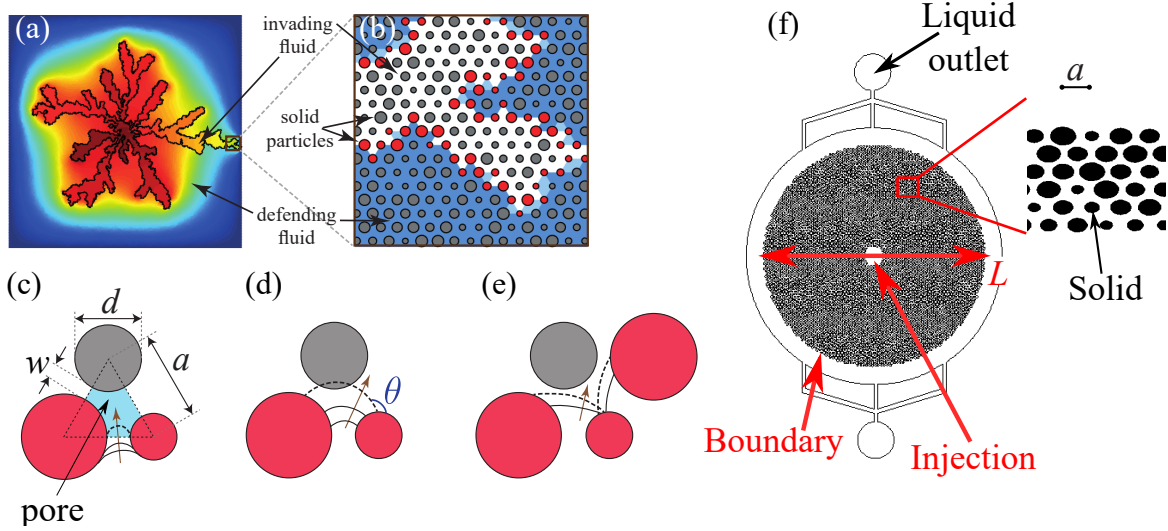 (a)
invading
fluid
(b)
solid
particles
defending
fluid
(c)
d
w
a
pore
(d)
θ
(e)
(f)
Liquid
outlet
a
L
Solid
Boundary
Injection